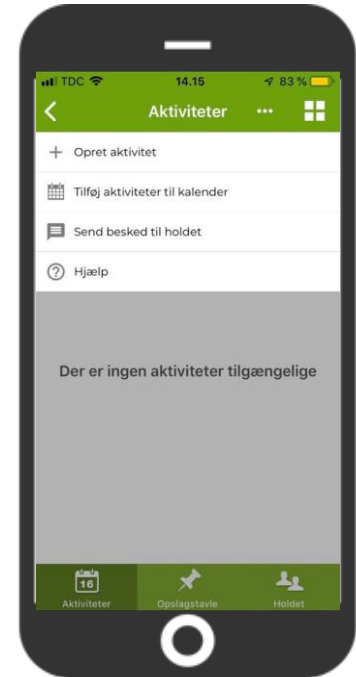 TDC 14.15 83 %
Aktiviteter
Opret aktivitet
Tilføj aktiviteter til kalender
Send besked til holdet
Hjælp
Der er ingen aktiviteter tilgængelige
16
Aktiviteter Opslagstavle Holdet